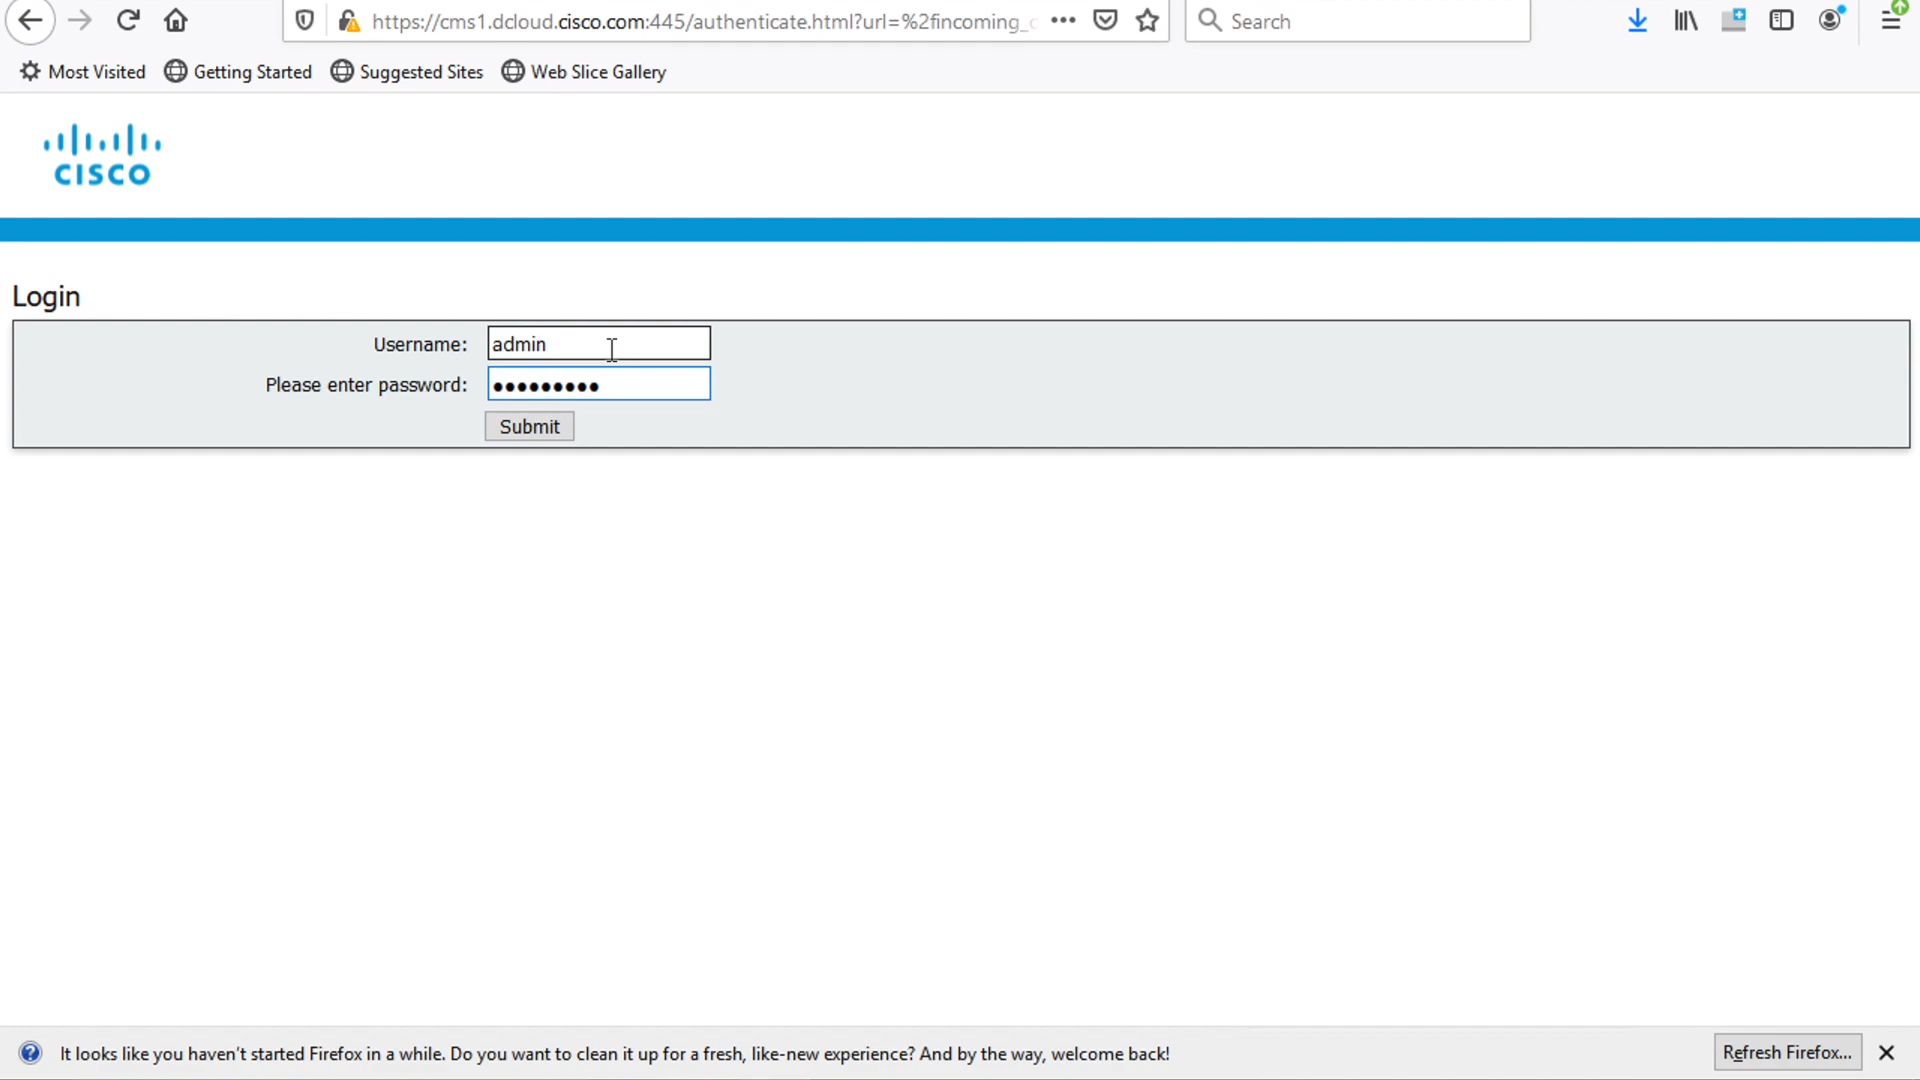 https://cms1.dcloud.cisco.com:445/authenticate.html?url=%2fincoming_c
Search
Most Visited Getting Started Suggested Sites Web Slice Gallery
CISCO
Login
Username: admin
Please enter password: ●●●●●●●●●
Submit
It looks like you haven't started Firefox in a while. Do you want to clean it up for a fresh, like-new experience? And by the way, welcome back! Refresh Firefox...